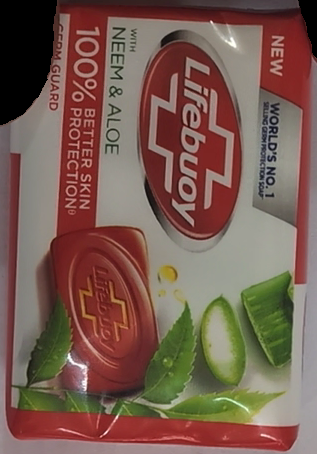 NEW
WORLD'S NO. 1
SELLING GERM PROTECTION SOAP*
Lifebuoy
WITH
NEEM & ALOE
100% BETTER SKIN
PROTECTION
GERM GUARD
Lifebuoy